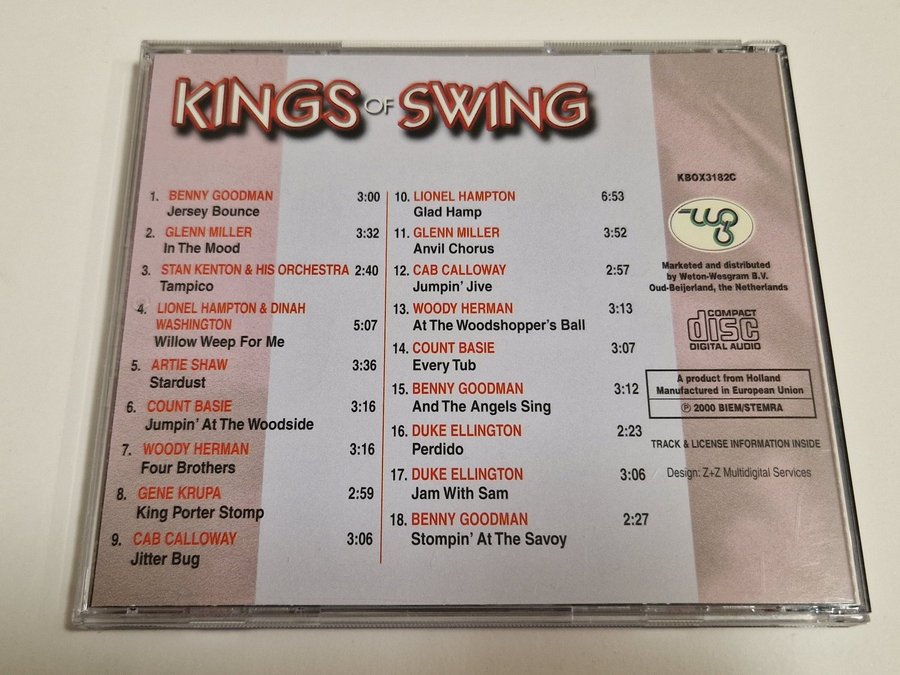 KINGS OF SWING
1. BENNY GOODMAN 3:00
Jersey Bounce
2. GLENN MILLER 3:32
In The Mood
3. STAN KENTON & HIS ORCHESTRA 2:40
Tampico
4. LIONEL HAMPTON & DINAH
WASHINGTON 5:07
Willow Weep For Me
5. ARTIE SHAW 3:36
Stardust
6. COUNT BASIE 3:16
Jumpin' At The Woodside
7. WOODY HERMAN 3:16
Four Brothers
8. GENE KRUPA 2:59
King Porter Stomp
9. CAB CALLOWAY 3:06
Jitter Bug
10. LIONEL HAMPTON 6:53
Glad Hamp
11. GLENN MILLER 3:52
Anvil Chorus
12. CAB CALLOWAY 2:57
Jumpin' Jive
13. WOODY HERMAN 3:13
At The Woodshopper's Ball
14. COUNT BASIE 3:07
Every Tub
15. BENNY GOODMAN 3:12
And The Angels Sing
16. DUKE ELLINGTON 2:23
Perdido
17. DUKE ELLINGTON 3:06
Jam With Sam
18. BENNY GOODMAN 2:27
Stompin' At The Savoy
KBOX3182C
Marketed and distributed
by Weton-Wesgram B.V.
Oud-Beijerland, the Netherlands
COMPACT
disc
DIGITAL AUDIO
A product from Holland
Manufactured in European Union
℗ 2000 BIEM/STEMRA
TRACK & LICENSE INFORMATION INSIDE
Design: Z+Z Multidigital Services